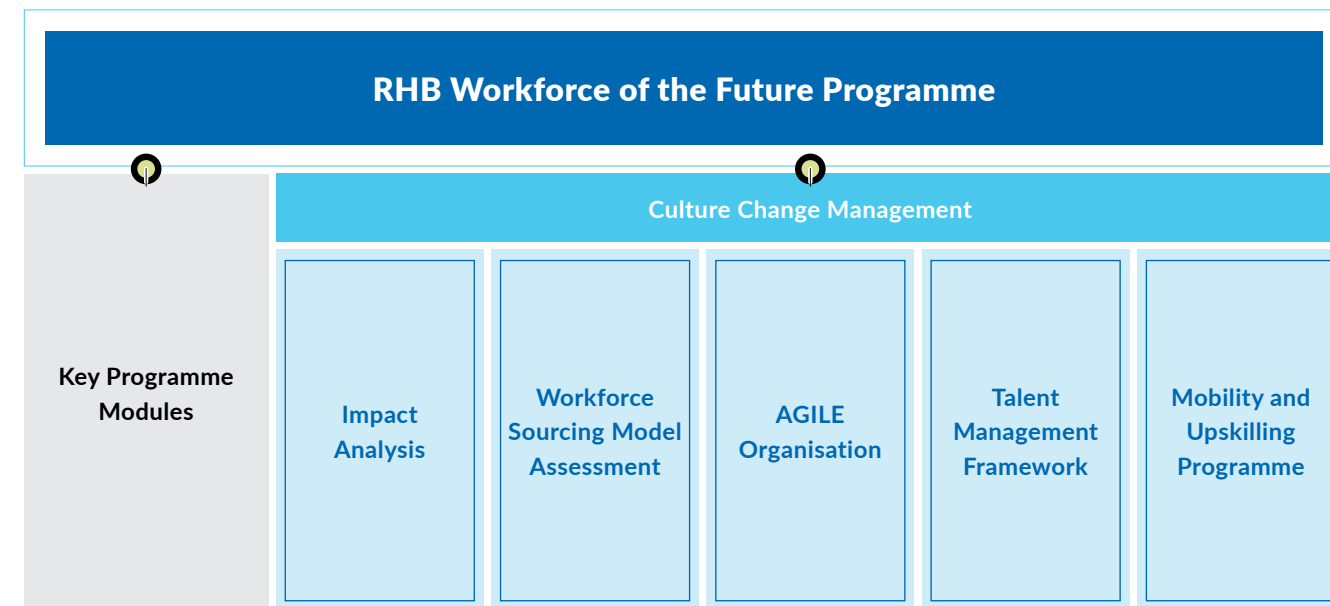 RHB Workforce of the Future Programme
Culture Change Management
Key Programme
Modules
Impact
Analysis
Workforce
Sourcing Model
Assessment
AGILE
Organisation
Talent
Management
Framework
Mobility and
Upskilling
Programme